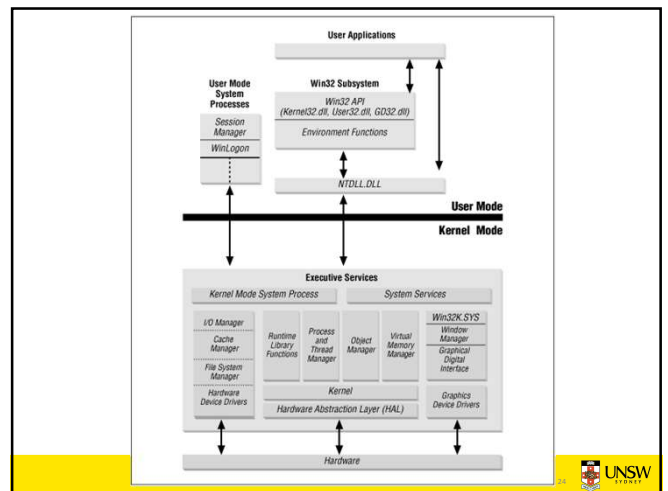 User Applications
User Mode
System
Processes
Session
Manager
WinLogon
Win32 Subsystem
Win32 API
(Kernel32.dll, User32.dll, GD32.dll)
Environment Functions
NTDLL.DLL
User Mode
Kernel Mode
Executive Services
Kernel Mode System Process
System Services
I/O Manager
Cache
Manager
File System
Manager
Hardware
Device Drivers
Runtime
Library
Functions
Process
and
Thread
Manager
Object
Manager
Virtual
Memory
Manager
Win32K.SYS
Window
Manager
Graphical
Digital
Interface
Kernel
Hardware Abstraction Layer (HAL)
Graphics
Device Drivers
Hardware
24
UNSW
SYDNEY